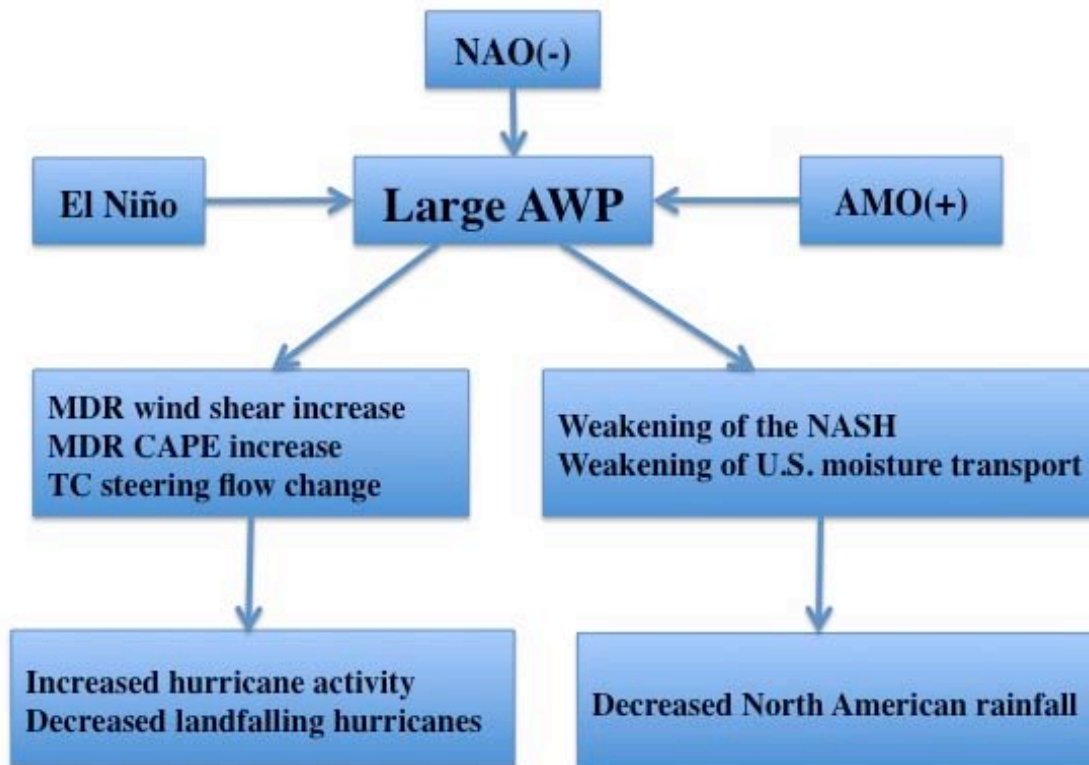 NAO(-)
El Niño
Large AWP
AMO(+)
MDR wind shear increase
MDR CAPE increase
TC steering flow change
Weakening of the NASH
Weakening of U.S. moisture transport
Increased hurricane activity
Decreased landfalling hurricanes
Decreased North American rainfall